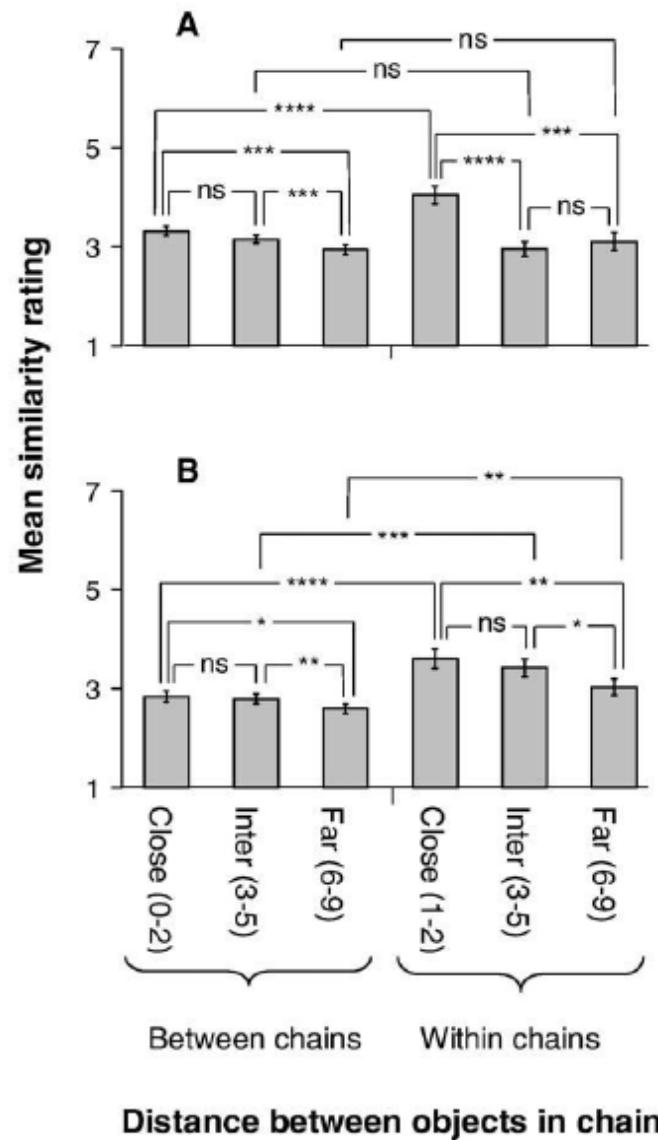 A
7
ns
ns
5
****
***
***
****
ns
***
ns
3
1
Mean similarity rating
B
7
**
***
5
****
**
*
ns
*
ns
**
3
1
Close (0-2)
Inter (3-5)
Far (6-9)
Close (1-2)
Inter (3-5)
Far (6-9)
Between chains
Within chains
Distance between objects in chain